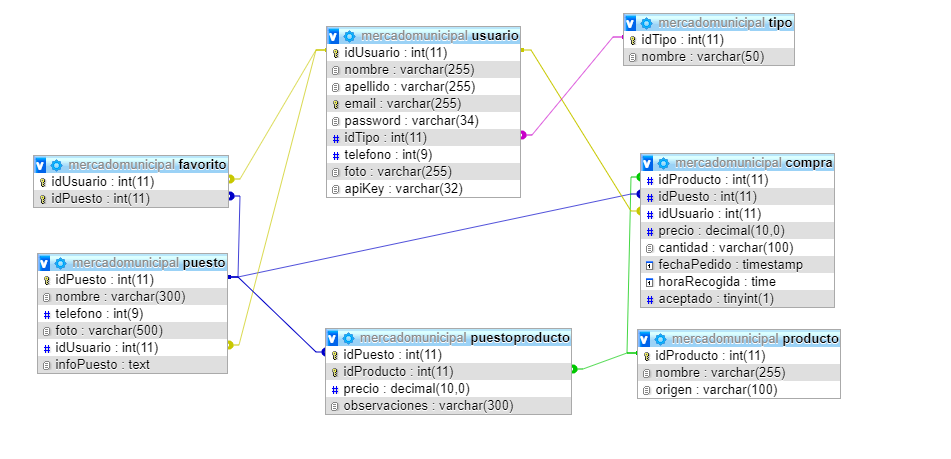 mercadomunicipal tipo
idTipo : int(11)
nombre : varchar(50)
mercadomunicipal usuario
idUsuario : int(11)
nombre : varchar(255)
apellido : varchar(255)
email : varchar(255)
password : varchar(34)
idTipo : int(11)
telefono : int(9)
foto : varchar(255)
apiKey : varchar(32)
mercadomunicipal favorito
idUsuario : int(11)
idPuesto : int(11)
mercadomunicipal compra
idProducto : int(11)
idPuesto : int(11)
idUsuario : int(11)
precio : decimal(10,0)
cantidad : varchar(100)
fechaPedido : timestamp
horaRecogida : time
aceptado : tinyint(1)
mercadomunicipal puesto
idPuesto : int(11)
nombre : varchar(300)
telefono : int(9)
foto : varchar(500)
idUsuario : int(11)
infoPuesto : text
mercadomunicipal puestoproducto
idPuesto : int(11)
idProducto : int(11)
precio : decimal(10,0)
observaciones : varchar(300)
mercadomunicipal producto
idProducto : int(11)
nombre : varchar(255)
origen : varchar(100)